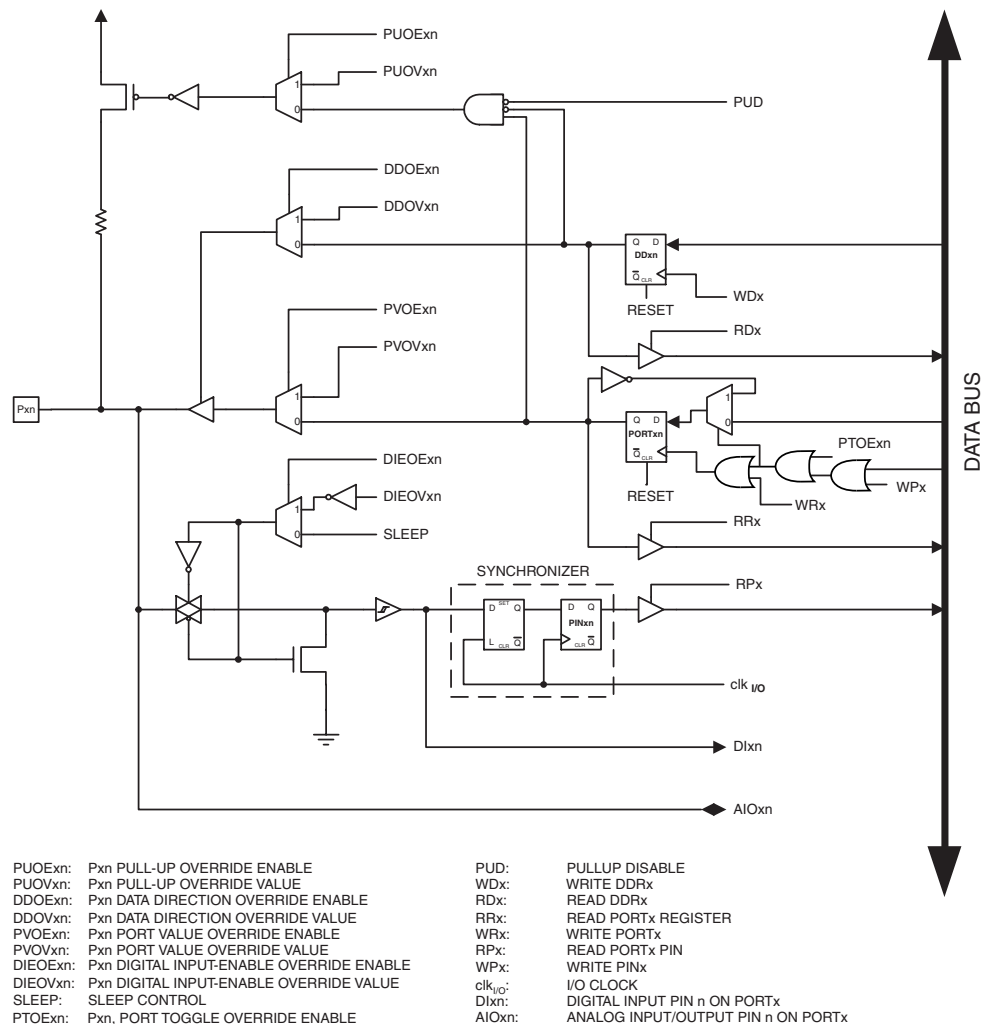 PUOExn
PUOVxn
1
0
PUD
DDOExn
DDOVxn
1
0
Q D
DDxn
Q CLR
WDx
RESET
RDx
PVOExn
PVOVxn
1
0
Pxn
1
0
Q D
PORTxn
Q CLR
PTOExn
WPx
RESET
WRx
RRx
DATA BUS
DIEOExn
DIEOVxn
1
0
SLEEP
SYNCHRONIZER
D SET Q
L CLR Q
D Q
PINxn
CLR Q
RPx
clk I/O
DIxn
AIOxn
PUOExn: Pxn PULL-UP OVERRIDE ENABLE
PUOVxn: Pxn PULL-UP OVERRIDE VALUE
DDOExn: Pxn DATA DIRECTION OVERRIDE ENABLE
DDOVxn: Pxn DATA DIRECTION OVERRIDE VALUE
PVOExn: Pxn PORT VALUE OVERRIDE ENABLE
PVOVxn: Pxn PORT VALUE OVERRIDE VALUE
DIEOExn: Pxn DIGITAL INPUT-ENABLE OVERRIDE ENABLE
DIEOVxn: Pxn DIGITAL INPUT-ENABLE OVERRIDE VALUE
SLEEP: SLEEP CONTROL
PTOExn: Pxn, PORT TOGGLE OVERRIDE ENABLE
PUD: PULLUP DISABLE
WDx: WRITE DDRx
RDx: READ DDRx
RRx: READ PORTx REGISTER
WRx: WRITE PORTx
RPx: READ PORTx PIN
WPx: WRITE PINx
clkI/O: I/O CLOCK
DIxn: DIGITAL INPUT PIN n ON PORTx
AIOxn: ANALOG INPUT/OUTPUT PIN n ON PORTx